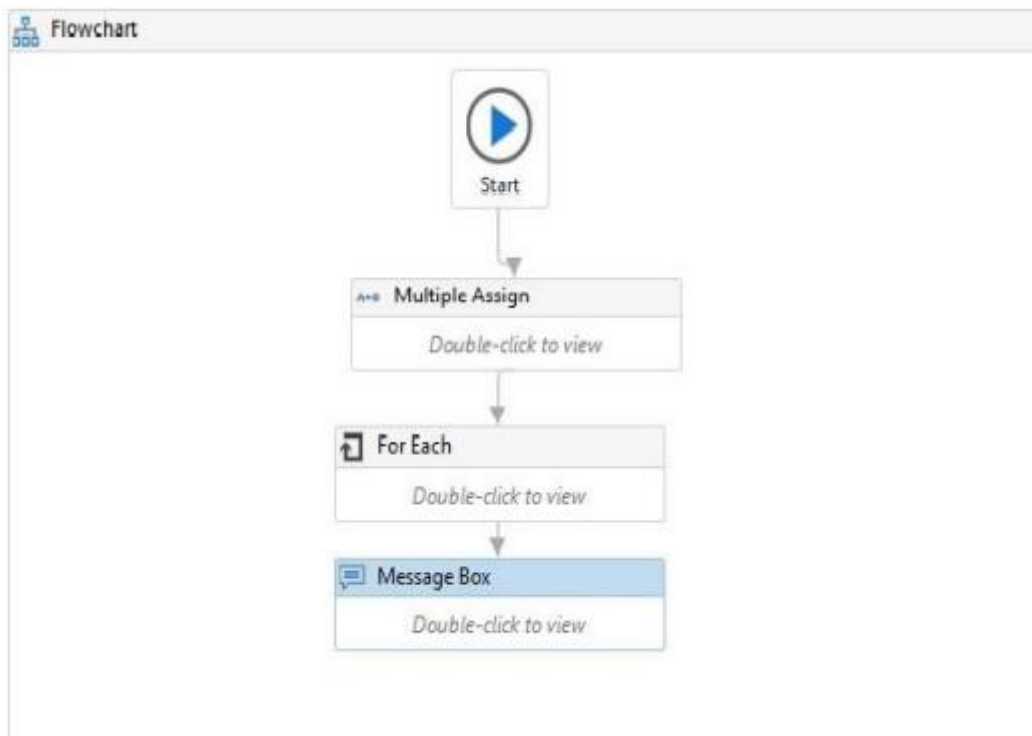 Flowchart
Start
A+B Multiple Assign
Double-click to view
For Each
Double-click to view
Message Box
Double-click to view